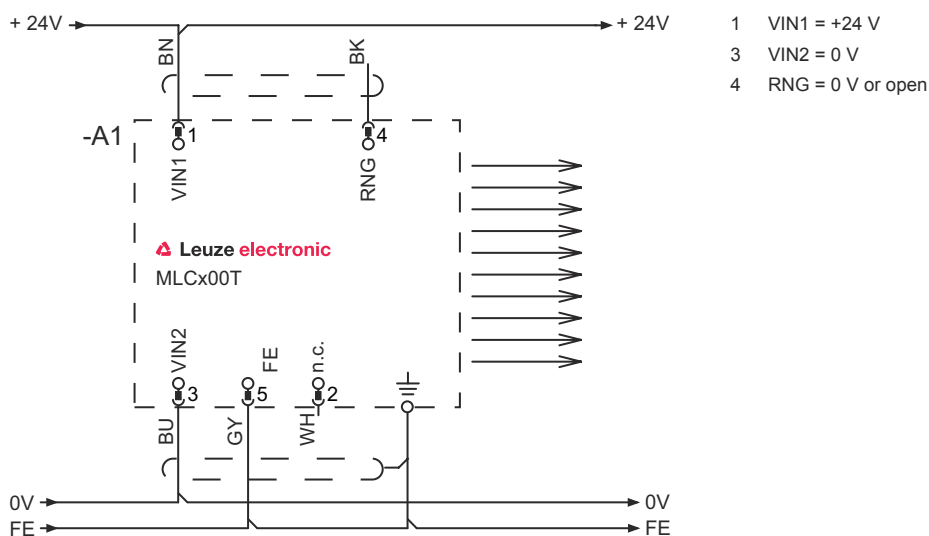 + 24V
+ 24V
1 VIN1 = +24 V
3 VIN2 = 0 V
4 RNG = 0 V or open
BN
BK
-A1
1
4
VIN1
RNG
Leuze electronic
MLCx00T
VIN2
FE
n.c.
3
5
2
BU
GY
WH
0V
0V
FE
FE